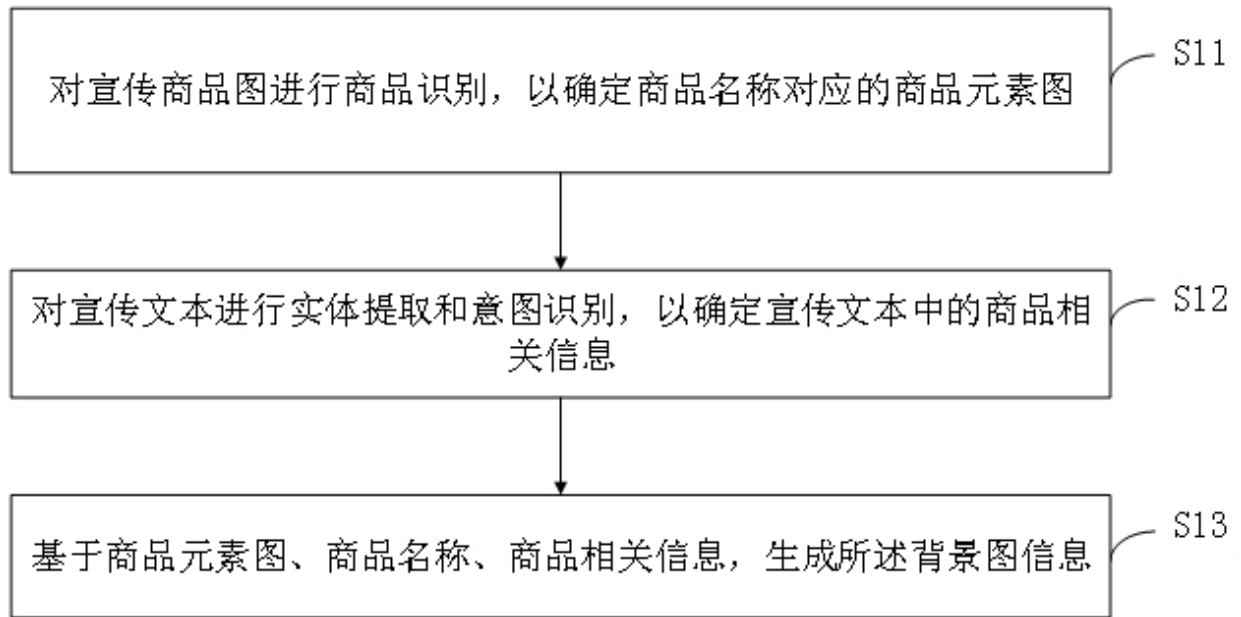 对宣传商品图进行商品识别，以确定商品名称对应的商品元素图
S11
对宣传文本进行实体提取和意图识别，以确定宣传文本中的商品相
关信息
S12
基于商品元素图、商品名称、商品相关信息，生成所述背景图信息
S13